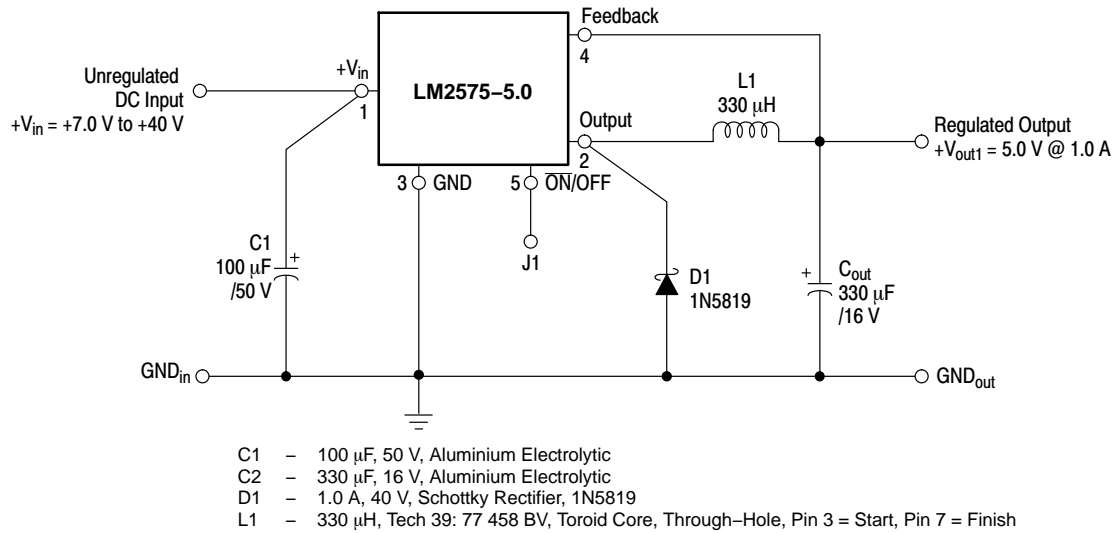 Feedback
4
Unregulated
DC Input
+Vin = +7.0 V to +40 V
+Vin
1
LM2575−5.0
L1
330 μH
Output
2
Regulated Output
+Vout1 = 5.0 V @ 1.0 A
3
GND
5
ON/OFF
J1
C1
100 μF
/50 V
+
D1
1N5819
+
Cout
330 μF
/16 V
GNDin
GNDout
C1 – 100 μF, 50 V, Aluminium Electrolytic
C2 – 330 μF, 16 V, Aluminium Electrolytic
D1 – 1.0 A, 40 V, Schottky Rectifier, 1N5819
L1 – 330 μH, Tech 39: 77 458 BV, Toroid Core, Through−Hole, Pin 3 = Start, Pin 7 = Finish